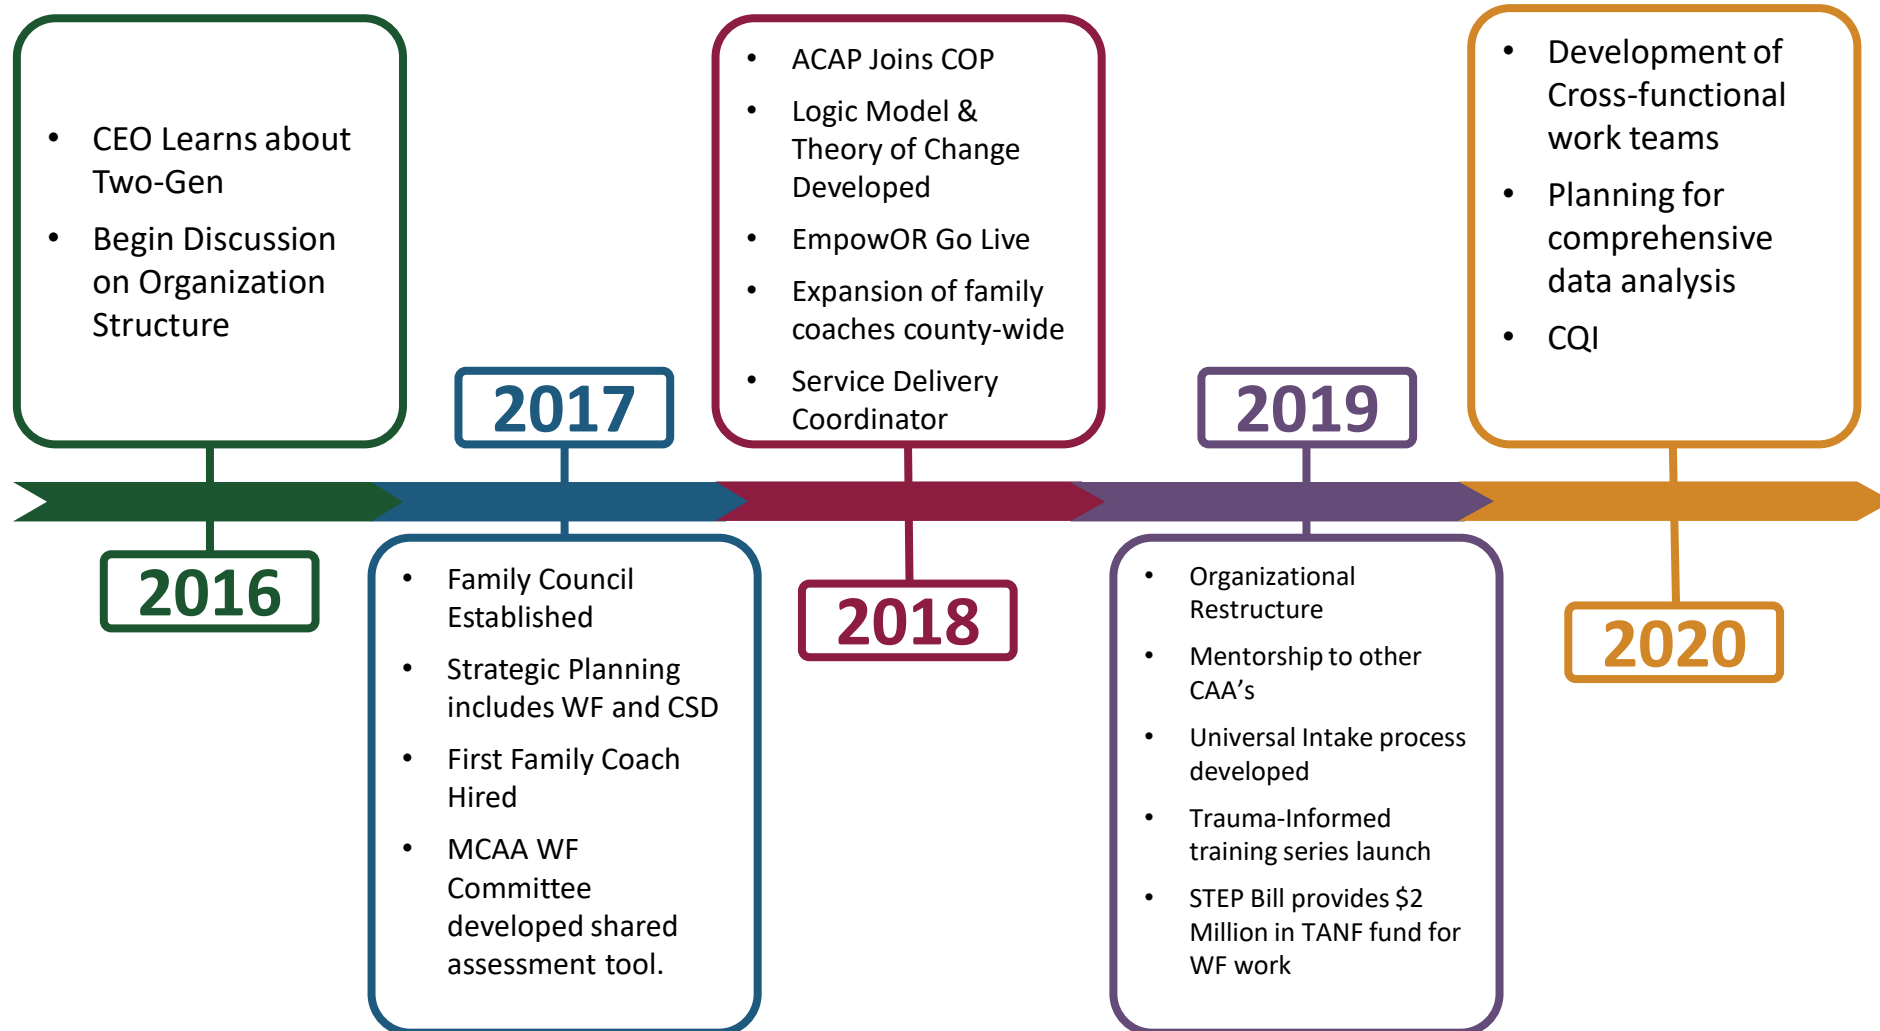 • CEO Learns about
Two-Gen
• Begin Discussion
on Organization
Structure
2016
2017
• Family Council
Established
• Strategic Planning
includes WF and CSD
• First Family Coach
Hired
• MCAA WF
Committee
developed shared
assessment tool.
• ACAP Joins COP
• Logic Model &
Theory of Change
Developed
• EmpowOR Go Live
• Expansion of family
coaches county-wide
• Service Delivery
Coordinator
2018
2019
• Organizational
Restructure
• Mentorship to other
CAA’s
• Universal Intake process
developed
• Trauma-Informed
training series launch
• STEP Bill provides $2
Million in TANF fund for
WF work
• Development of
Cross-functional
work teams
• Planning for
comprehensive
data analysis
• CQI
2020